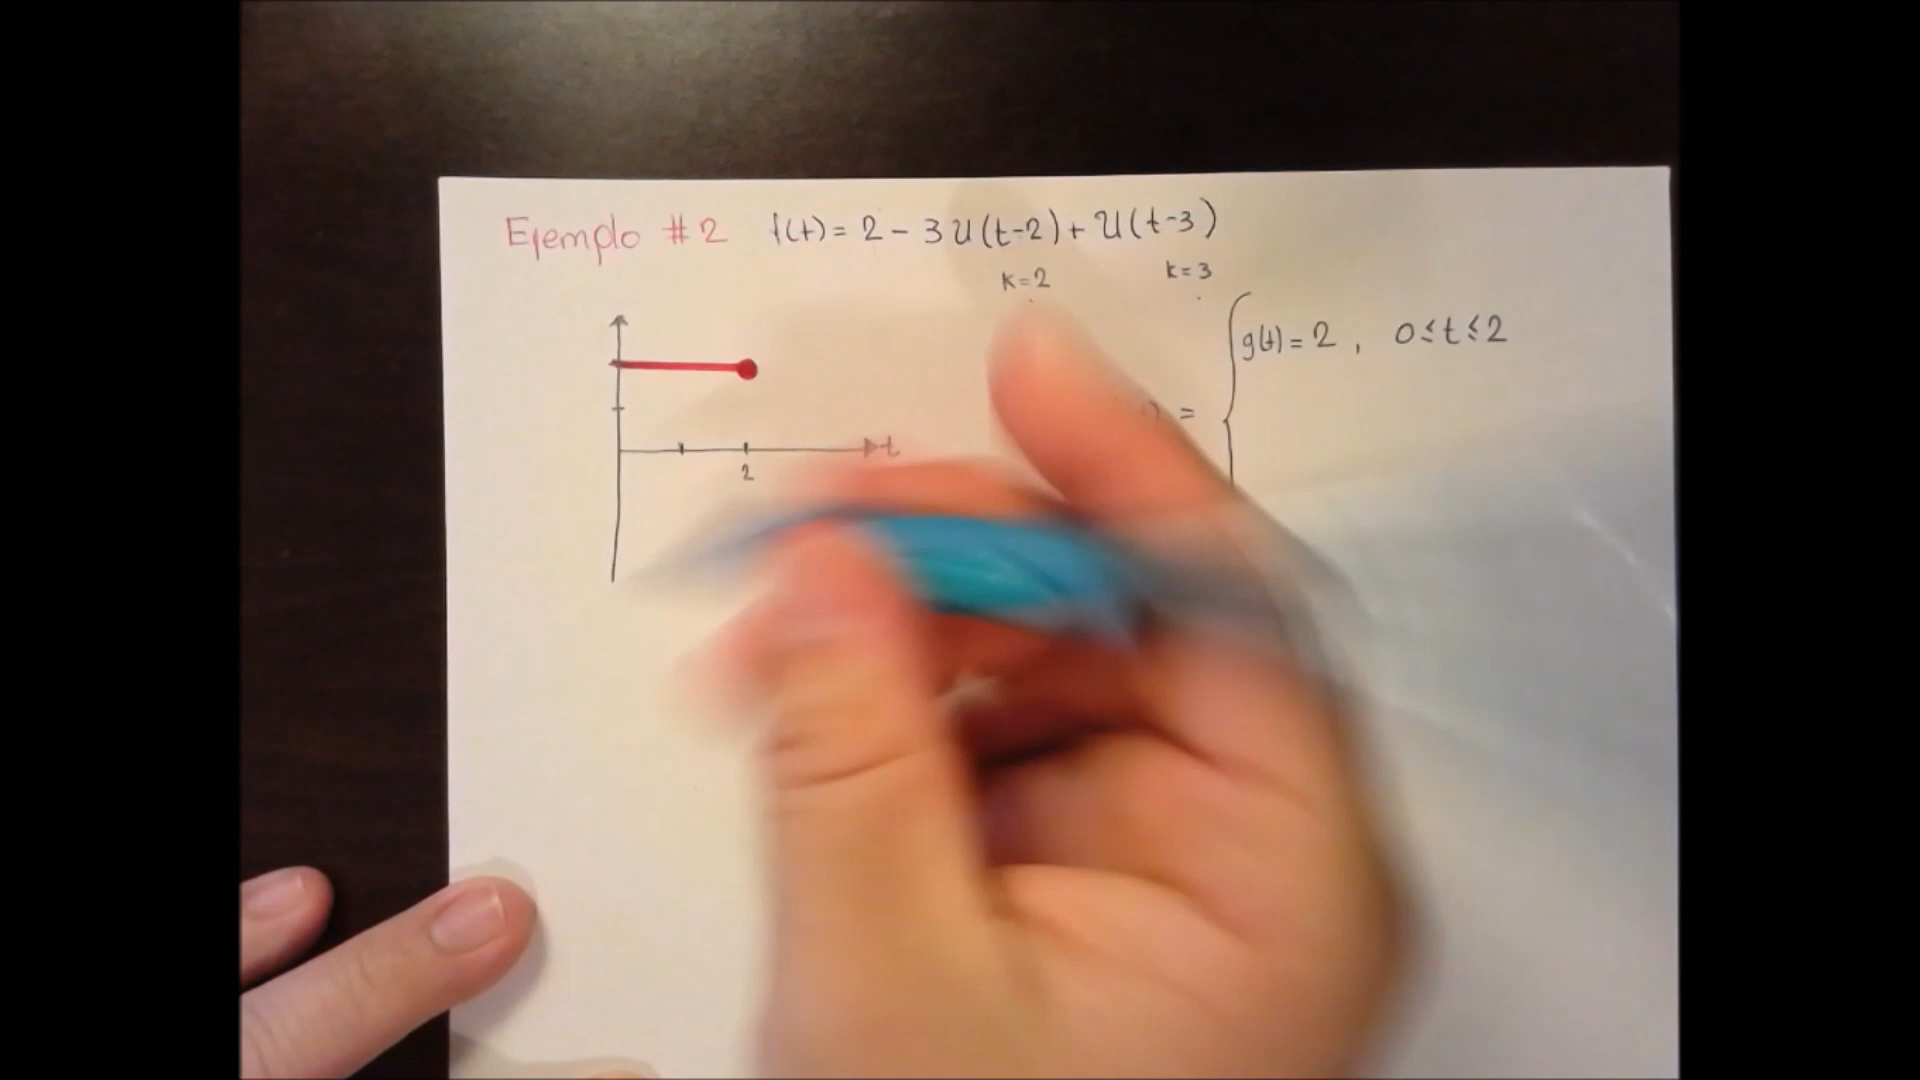 Ejemplo #2 f(t) = 2 - 3 U(t-2) + U(t-3)
K=2 k=3
g(t) = 2 , 0 ≤ t ≤ 2
=
t
2